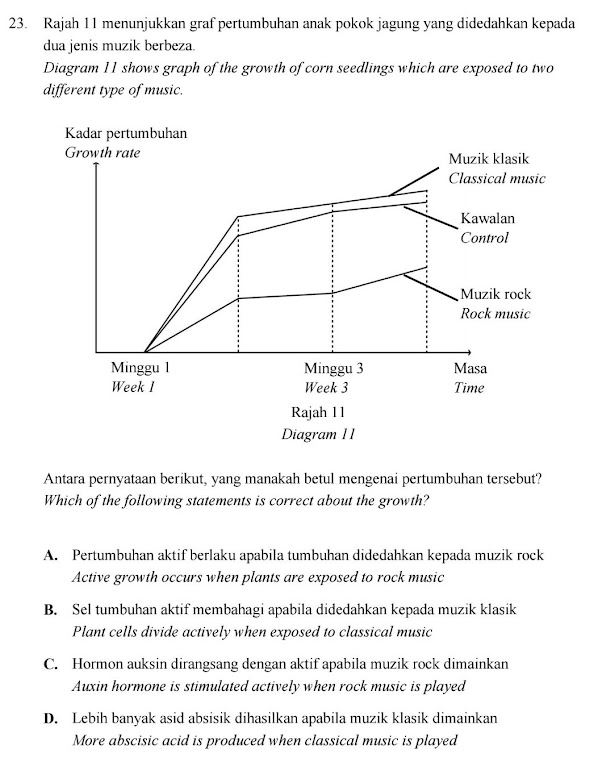 23. Rajah 11 menunjukkan graf pertumbuhan anak pokok jagung yang didedahkan kepada
dua jenis muzik berbeza.
Diagram 11 shows graph of the growth of corn seedlings which are exposed to two
different type of music.
Kadar pertumbuhan
Growth rate
Muzik klasik
Classical music
Kawalan
Control
Muzik rock
Rock music
Minggu 1 Minggu 3 Masa
Week 1 Week 3 Time
Rajah 11
Diagram 11
Antara pernyataan berikut, yang manakah betul mengenai pertumbuhan tersebut?
Which of the following statements is correct about the growth?
A. Pertumbuhan aktif berlaku apabila tumbuhan didedahkan kepada muzik rock
Active growth occurs when plants are exposed to rock music
B. Sel tumbuhan aktif membahagi apabila didedahkan kepada muzik klasik
Plant cells divide actively when exposed to classical music
C. Hormon auksin dirangsang dengan aktif apabila muzik rock dimainkan
Auxin hormone is stimulated actively when rock music is played
D. Lebih banyak asid absisik dihasilkan apabila muzik klasik dimainkan
More abscisic acid is produced when classical music is played